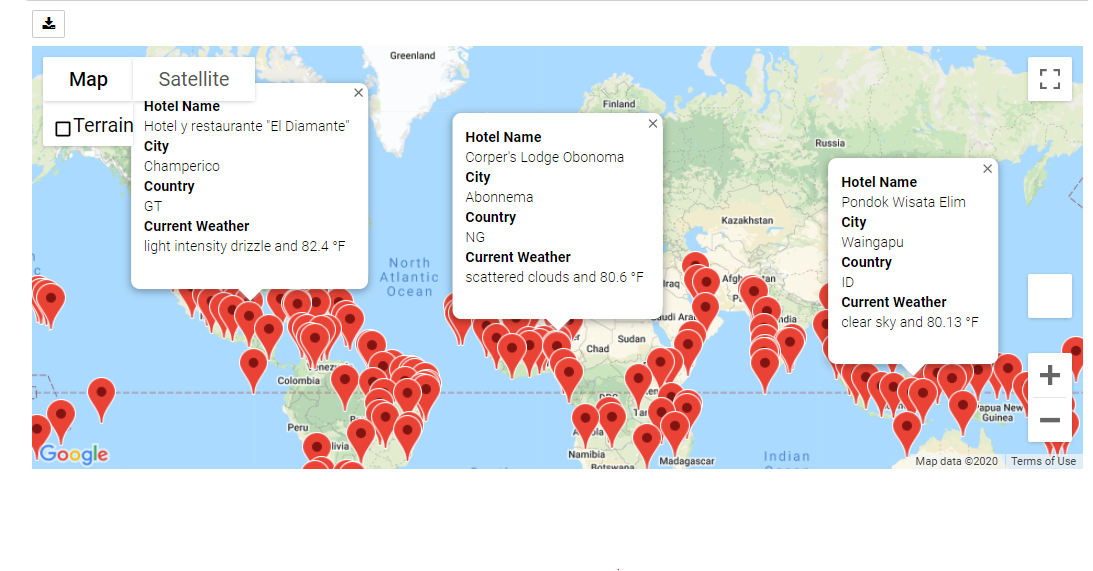 Greenland
Map
Satellite
Terrain
Hotel Name
Hotel y restaurante "El Diamante"
City
Champerico
Country
GT
Current Weather
light intensity drizzle and 82.4 °F
Finland
Russia
Hotel Name
Corper's Lodge Obonoma
City
Abonnema
Country
NG
Current Weather
scattered clouds and 80.6 °F
Hotel Name
Pondok Wisata Elim
City
Waingapu
Country
ID
Current Weather
clear sky and 80.13 °F
Kazakhstan
North
Atlantic
Ocean
Chad
Sudan
Colombia
Peru
Namibia
Botswana
Madagascar
Indian
Ocean
Papua New
Guinea
Google
Map data ©2020
Terms of Use